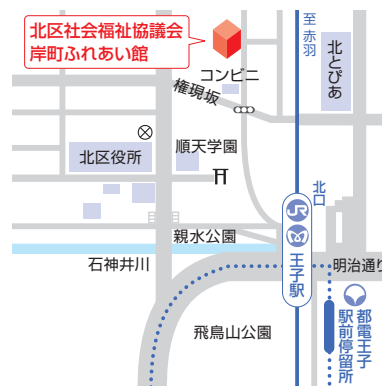 北区社会福祉協議会
岸町ふれあい館
至 赤羽
北とぴあ
コンビニ
権現坂
順天学園
北区役所
北口
JR
王子駅
親水公園
石神井川
明治通り
飛鳥山公園
都電王子
駅前停留所